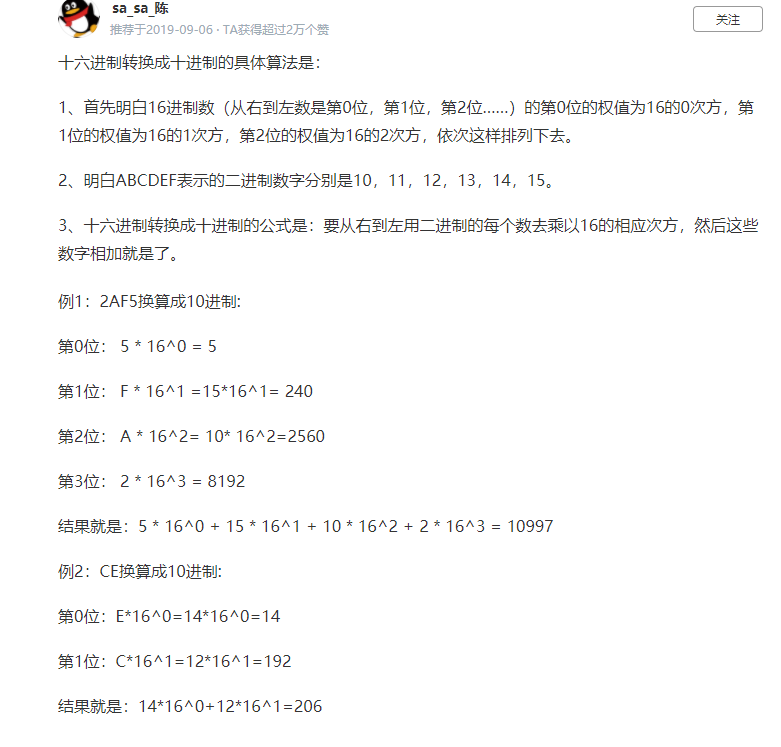 sa_sa_陈
推荐于2019-09-06 · TA获得超过2万个赞
关注
十六进制转换成十进制的具体算法是：
1、首先明白16进制数（从右到左数是第0位，第1位，第2位……）的第0位的权值为16的0次方，第
1位的权值为16的1次方，第2位的权值为16的2次方，依次这样排列下去。
2、明白ABCDEF表示的二进制数字分别是10，11，12，13，14，15。
3、十六进制转换成十进制的公式是：要从右到左用二进制的每个数去乘以16的相应次方，然后这些
数字相加就是了。
例1：2AF5换算成10进制:
第0位： 5 * 16^0 = 5
第1位： F * 16^1 =15*16^1= 240
第2位： A * 16^2= 10* 16^2=2560
第3位： 2 * 16^3 = 8192
结果就是：5 * 16^0 + 15 * 16^1 + 10 * 16^2 + 2 * 16^3 = 10997
例2：CE换算成10进制:
第0位：E*16^0=14*16^0=14
第1位：C*16^1=12*16^1=192
结果就是：14*16^0+12*16^1=206